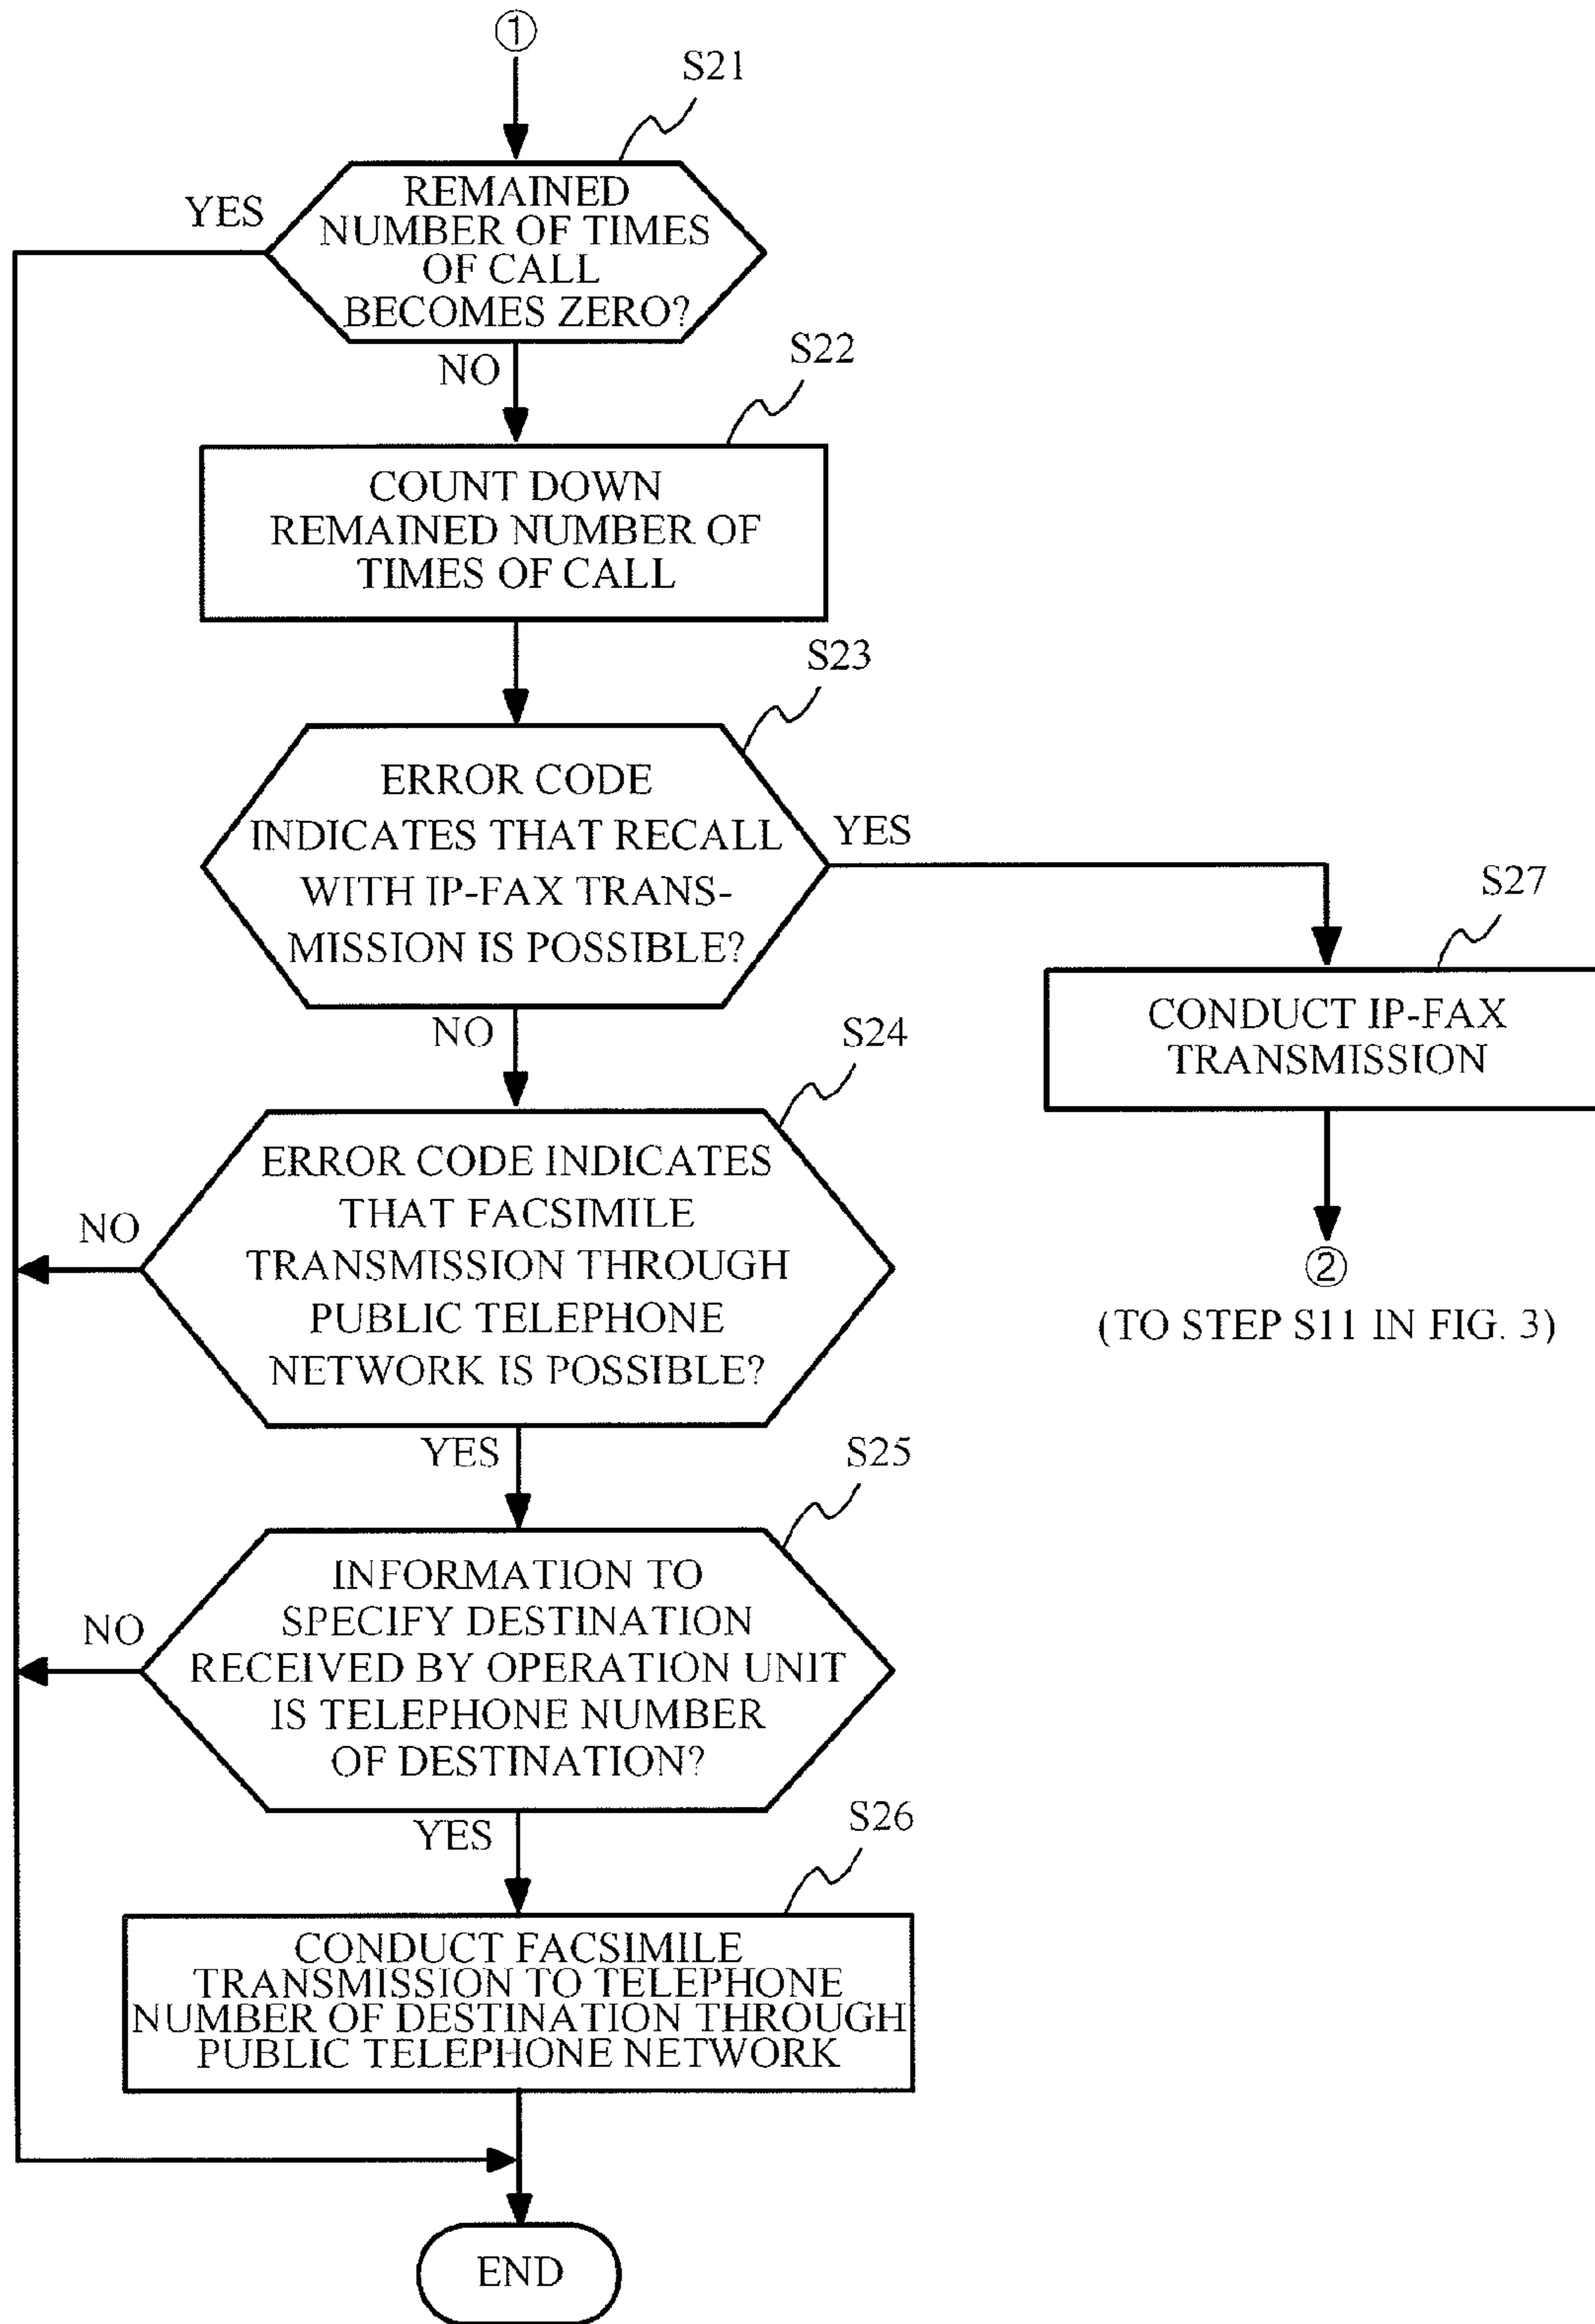 ①
S21
REMAINED
NUMBER OF TIMES
OF CALL
BECOMES ZERO?
YES
NO
S22
COUNT DOWN
REMAINED NUMBER OF
TIMES OF CALL
S23
ERROR CODE
INDICATES THAT RECALL
WITH IP-FAX TRANS-
MISSION IS POSSIBLE?
YES
NO
S27
CONDUCT IP-FAX
TRANSMISSION
②
(TO STEP S11 IN FIG. 3)
S24
ERROR CODE INDICATES
THAT FACSIMILE
TRANSMISSION THROUGH
PUBLIC TELEPHONE
NETWORK IS POSSIBLE?
NO
YES
S25
INFORMATION TO
SPECIFY DESTINATION
RECEIVED BY OPERATION UNIT
IS TELEPHONE NUMBER
OF DESTINATION?
NO
YES
S26
CONDUCT FACSIMILE
TRANSMISSION TO TELEPHONE
NUMBER OF DESTINATION THROUGH
PUBLIC TELEPHONE NETWORK
END